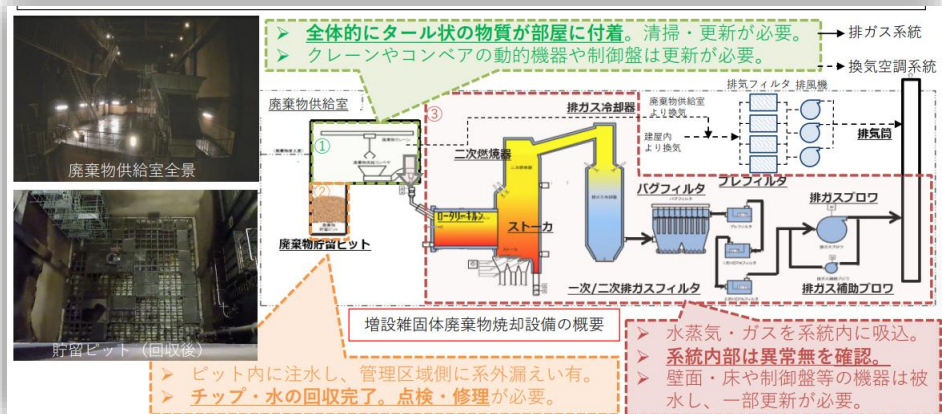 ➢ 全体的にタール状の物質が部屋に付着。清掃・更新が必要。
➢ クレーンやコンベアの動的機器や制御盤は更新が必要。
排ガス系統
換気空調系統
廃棄物供給室全景
貯留ピット（回収後）
廃棄物供給室
①
②
廃棄物貯留ピット
③
排ガス冷却器
二次燃焼器
ロータリーキルン
ストーカ
廃棄物供給室
より換気
建屋内
より換気
排気フィルタ
排風機
排気筒
バグフィルタ
プレフィルタ
排ガスブロワ
一次/二次排ガスフィルタ
排ガス補助ブロワ
増設雑固体廃棄物焼却設備の概要
➢ ピット内に注水し、管理区域側に系外漏えい有。
➢ チップ・水の回収完了。点検・修理が必要。
➢ 水蒸気・ガスを系統内に吸込。
➢ 系統内部は異常無を確認。
➢ 壁面・床や制御盤等の機器は被
水し、一部更新が必要。